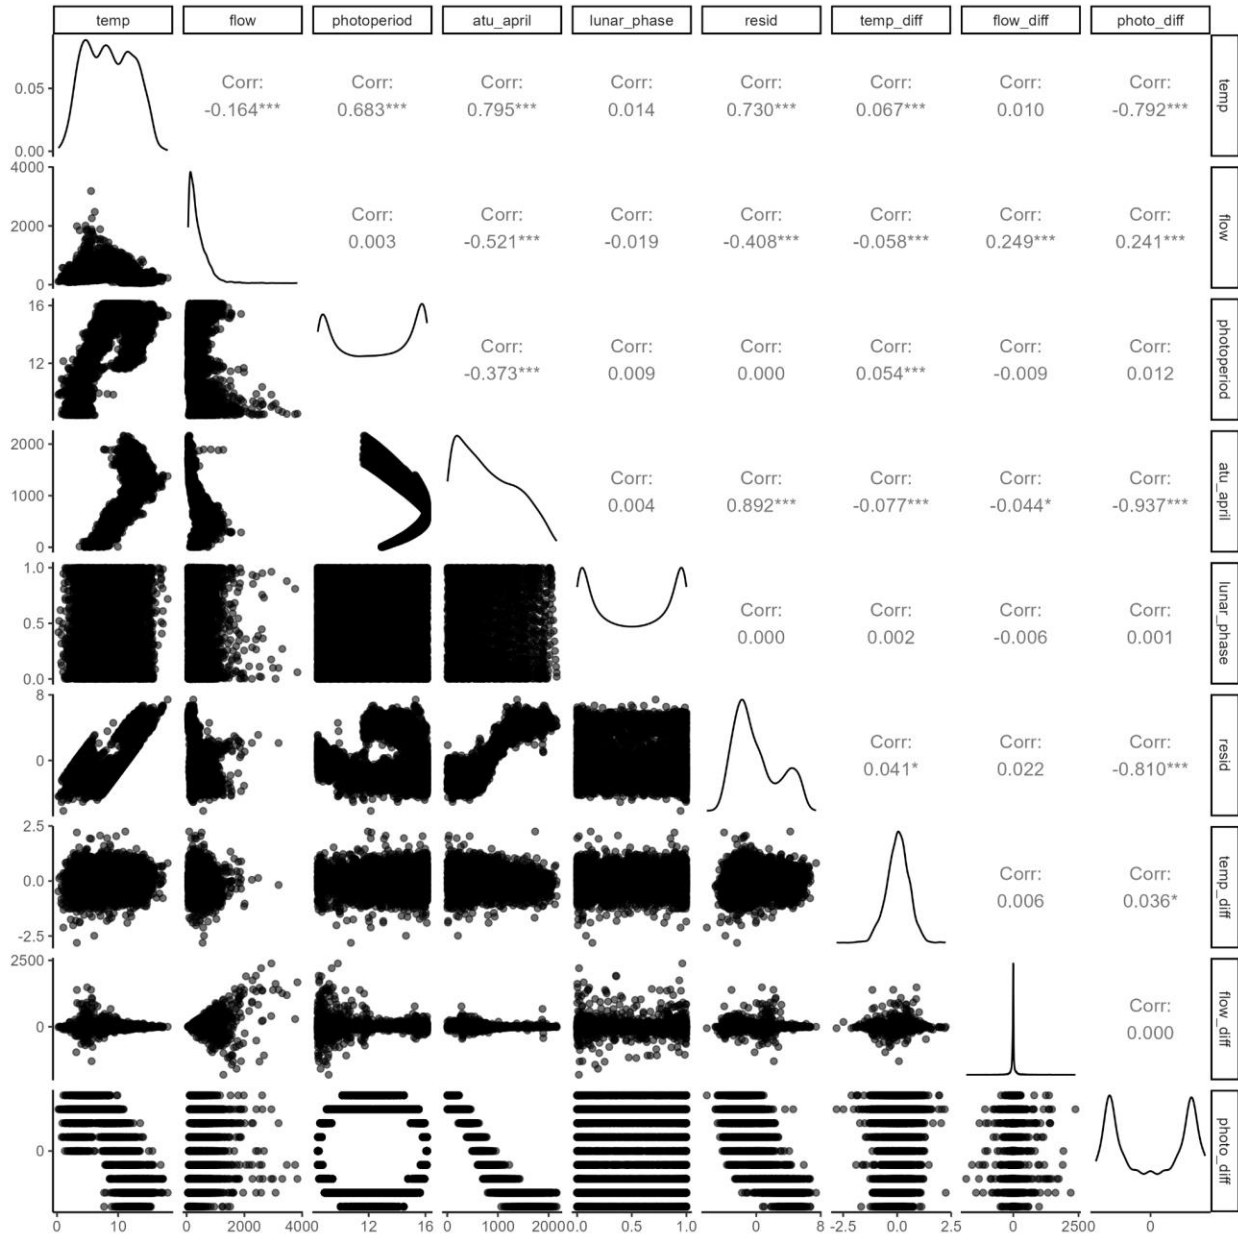 temp flow photoperiod atu_april lunar_phase resid temp_diff flow_diff photo_diff
0.05
0.00
Corr:
-0.164***
Corr:
0.683***
Corr:
0.795***
Corr:
0.014
Corr:
0.730***
Corr:
0.067***
Corr:
0.010
Corr:
-0.792***
temp
4000
2000
0
Corr:
0.003
Corr:
-0.521***
Corr:
-0.019
Corr:
-0.408***
Corr:
-0.058***
Corr:
0.249***
Corr:
0.241***
flow
16
12
Corr:
-0.373***
Corr:
0.009
Corr:
0.000
Corr:
0.054***
Corr:
-0.009
Corr:
0.012
photoperiod
2000
1000
0
Corr:
0.004
Corr:
0.892***
Corr:
-0.077***
Corr:
-0.044*
Corr:
-0.937***
atu_april
1.0
0.5
0.0
Corr:
0.000
Corr:
0.002
Corr:
-0.006
Corr:
0.001
lunar_phase
8
0
Corr:
0.041*
Corr:
0.022
Corr:
-0.810***
resid
2.5
0.0
-2.5
Corr:
0.006
Corr:
0.036*
temp_diff
2500
0
Corr:
0.000
flow_diff
0
photo_diff
0 10
0 2000 4000
12 16
0 1000 2000
0.0 0.5 1.0
0 8
-2.5 0.0 2.5
0 2500
0